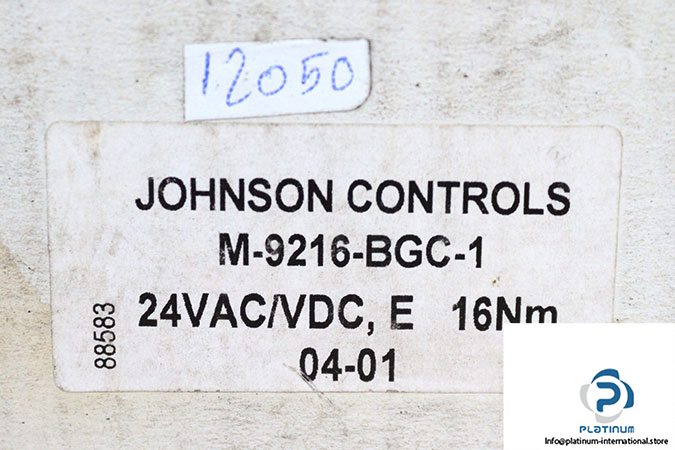 12050
JOHNSON CONTROLS
M-9216-BGC-1
24VAC/VDC, E 16Nm
04-01
88583
PLATINUM
Info@platinum-international.store